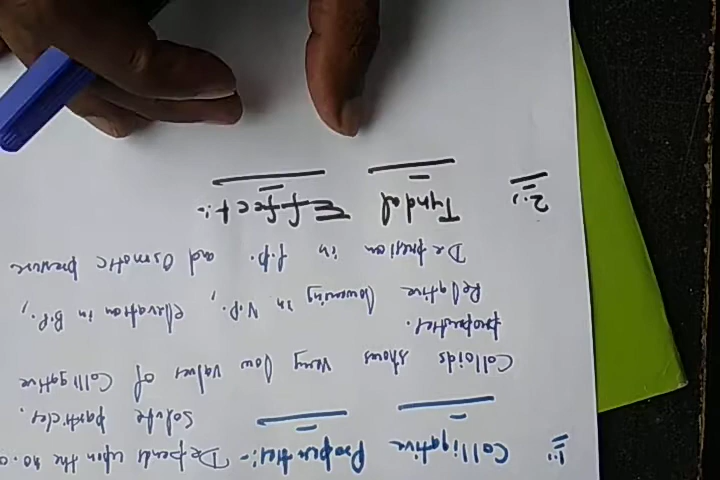 1:; Colligative Properties:- Depends upon the no. o
solute particles.
Colloids shows very low values of Colligative
properties.
Relative lowering in V.P., elevation in B.P.,
Depression in f.p. and Osmotic pressure
2:; Tyndal Effect:-